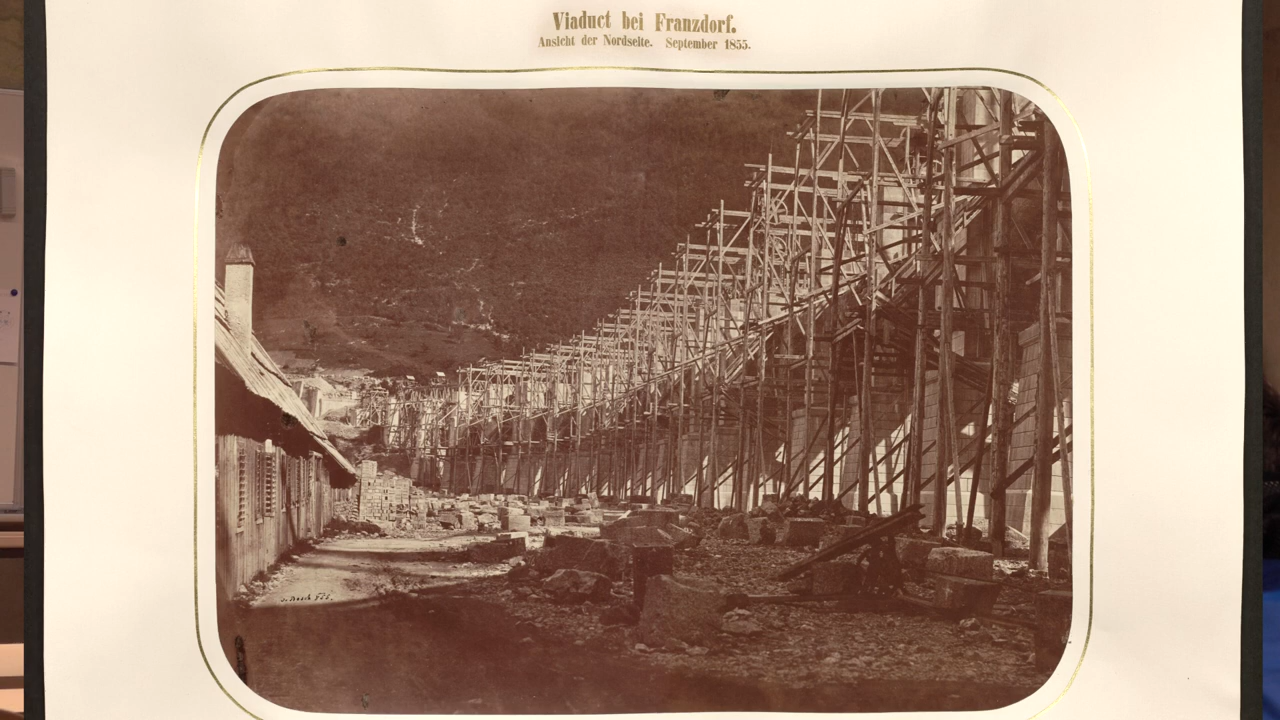 Viaduct bei Franzdorf.
Ansicht der Nordseite. September 1855.